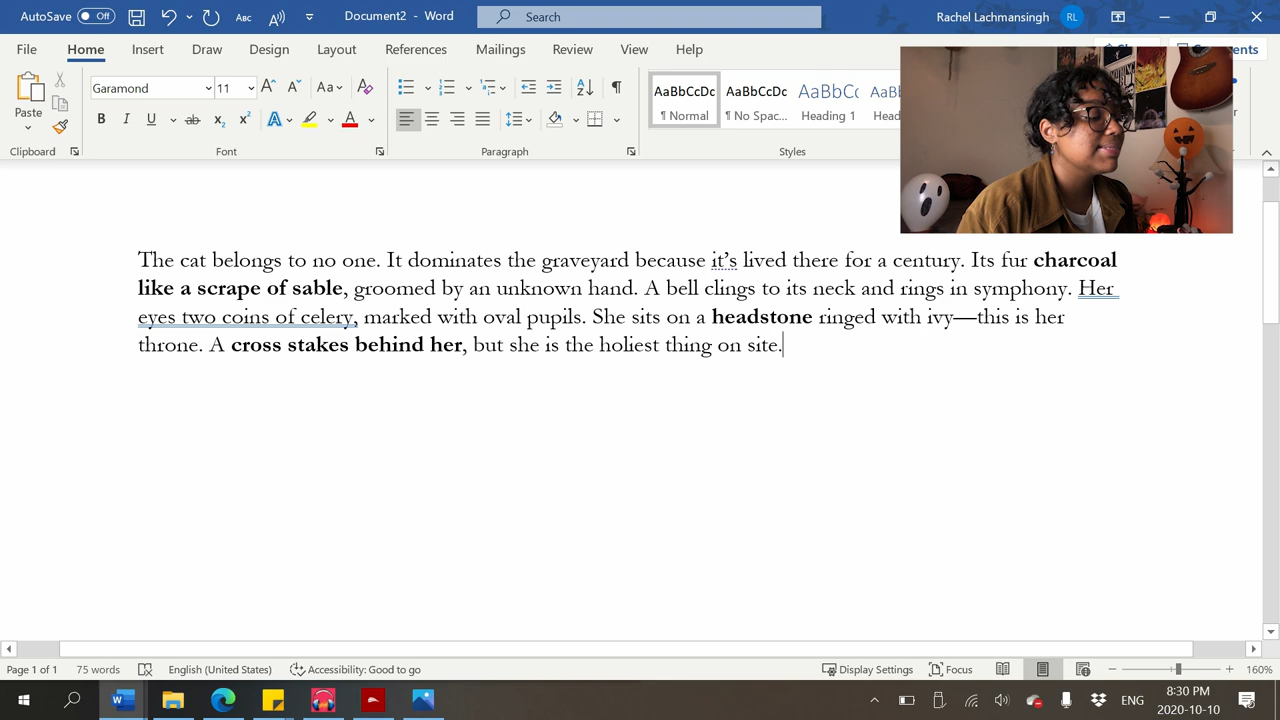 AutoSave Off Document2 - Word Search Rachel Lachmansingh RL
File Home Insert Draw Design Layout References Mailings Review View Help
Paste Garamond 11 Aa AaBbCcDc AaBbCcDc AaBbCc
B I U ab x2 x2 A A ¶ Normal ¶ No Spac... Heading 1
Clipboard Font Paragraph Styles
The cat belongs to no one. It dominates the graveyard because it’s lived there for a century. Its fur charcoal
like a scrape of sable, groomed by an unknown hand. A bell clings to its neck and rings in symphony. Her
eyes two coins of celery, marked with oval pupils. She sits on a headstone ringed with ivy—this is her
throne. A cross stakes behind her, but she is the holiest thing on site.
Page 1 of 1 75 words English (United States) Accessibility: Good to go Display Settings Focus 160%
ENG 8:30 PM
2020-10-10